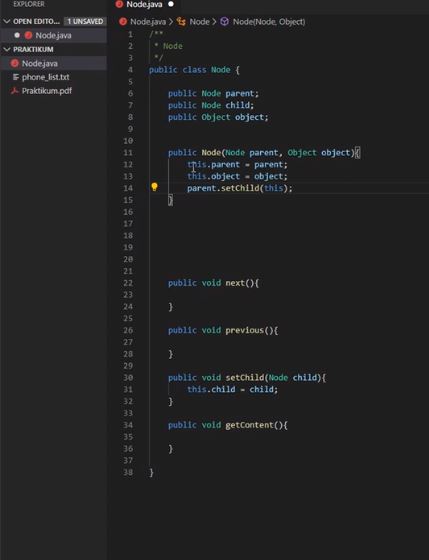 EXPLORER
Node.java
OPEN EDITO... 1 UNSAVED
Node.java
PRAKTIKUM
Node.java
phone_list.txt
Praktikum.pdf
Node.java > Node > Node(Node, Object)
1 /**
2 * Node
3 */
4 public class Node {
5
6 public Node parent;
7 public Node child;
8 public Object object;
9
10
11 public Node(Node parent, Object object){
12 this.parent = parent;
13 this.object = object;
14 parent.setChild(this);
15 }
16
17
18
19
20
21
22 public void next(){
23
24 }
25
26 public void previous(){
27
28 }
29
30 public void setChild(Node child){
31 this.child = child;
32 }
33
34 public void getContent(){
35
36 }
37
38 }